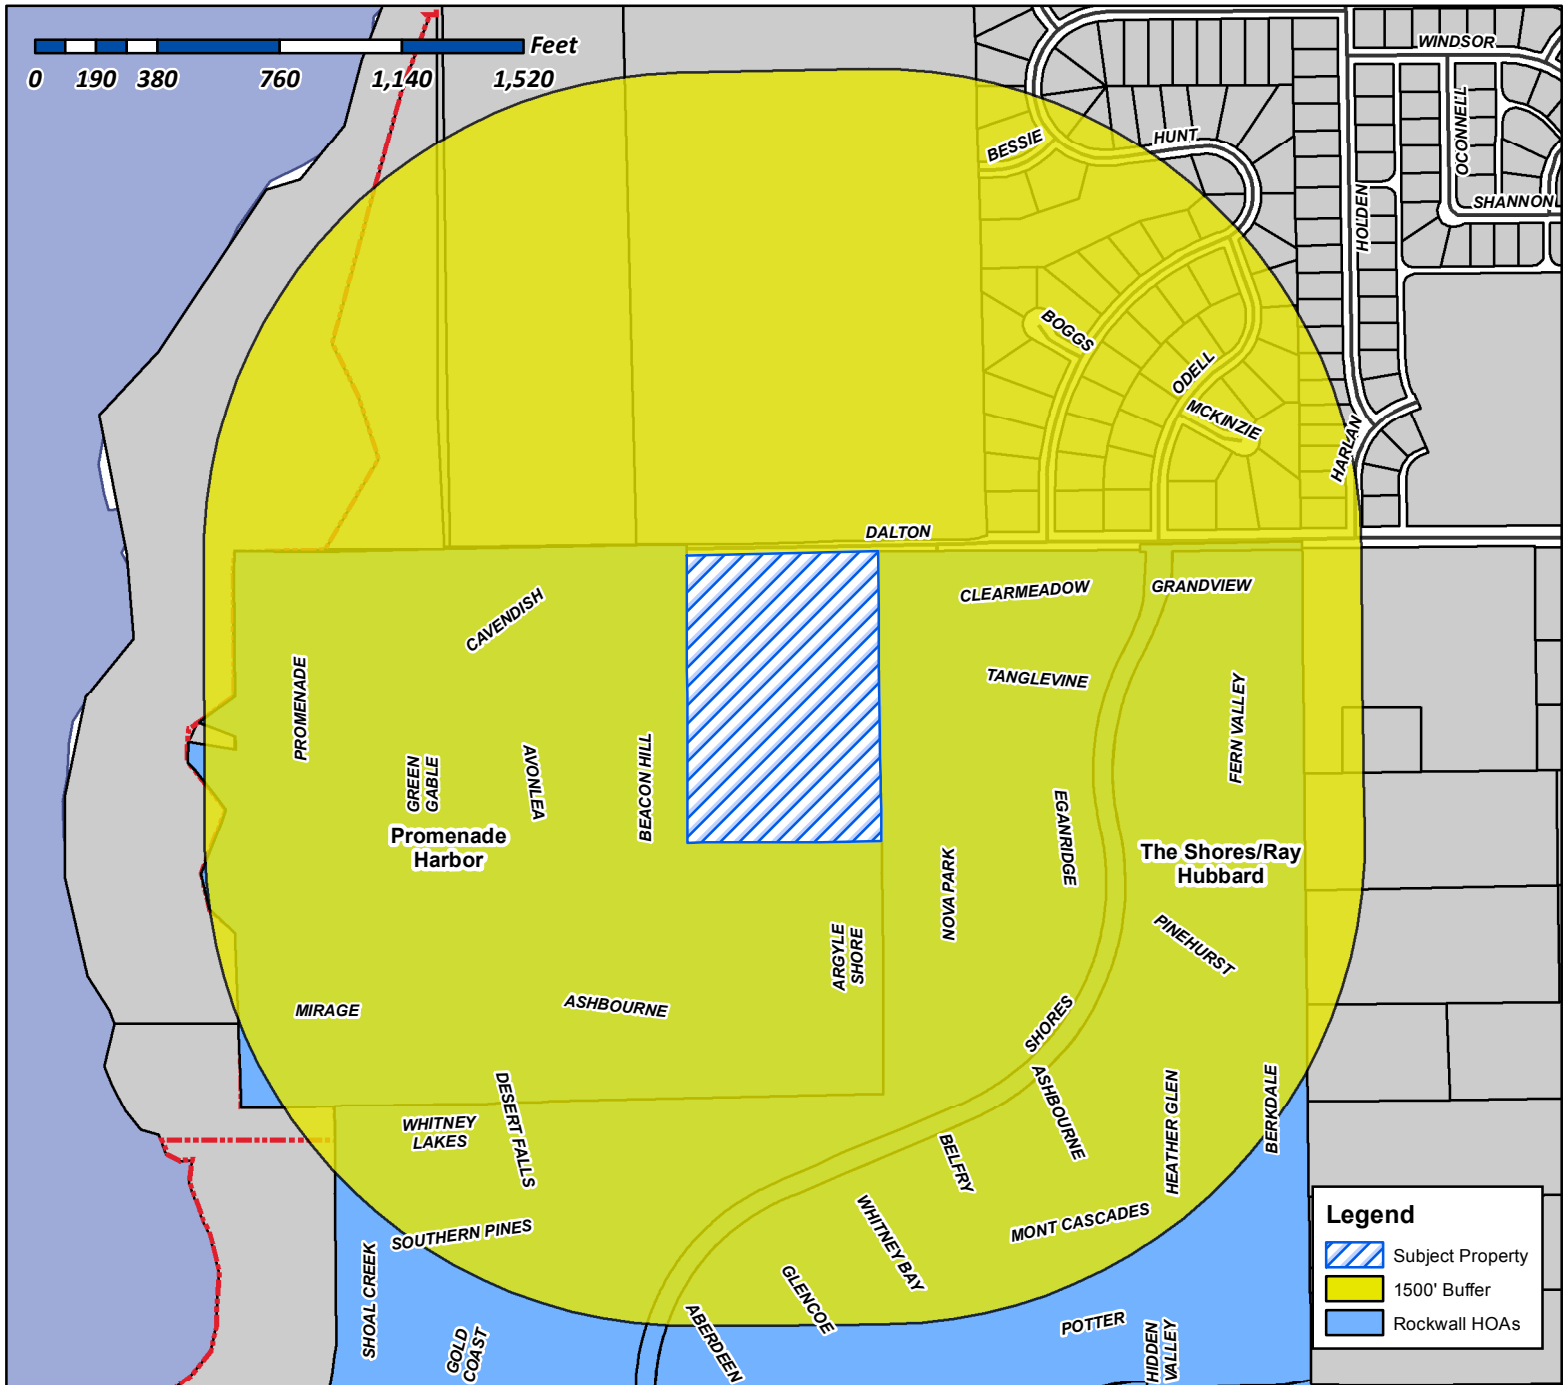 Feet
0 190 380 760 1,140 1,520
WINDSOR
OCONNELL
HUNT
BESSIE
SHANNON
HOLDEN
BOGGS
ODELL
MCKINZIE
HARLAN
DALTON
CLEARMEADOW
GRANDVIEW
CAVENDISH
TANGLEVINE
PROMENADE
FERN VALLEY
GREEN
GABLE
AVONLEA
BEACON HILL
EGANRIDGE
Promenade
Harbor
The Shores/Ray
Hubbard
NOVA PARK
ARGYLE
SHORE
PINEHURST
MIRAGE
ASHBOURNE
SHORES
ASHBOURNE
HEATHER GLEN
BERKDALE
WHITNEY
LAKES
DESERT FALLS
BELFRY
SOUTHERN PINES
WHITNEY BAY
MONT CASCADES
SHOAL CREEK
GLENCOE
GOLD
COAST
ABERDEEN
POTTER
HIDDEN
VALLEY
Legend
Subject Property
1500' Buffer
Rockwall HOAs